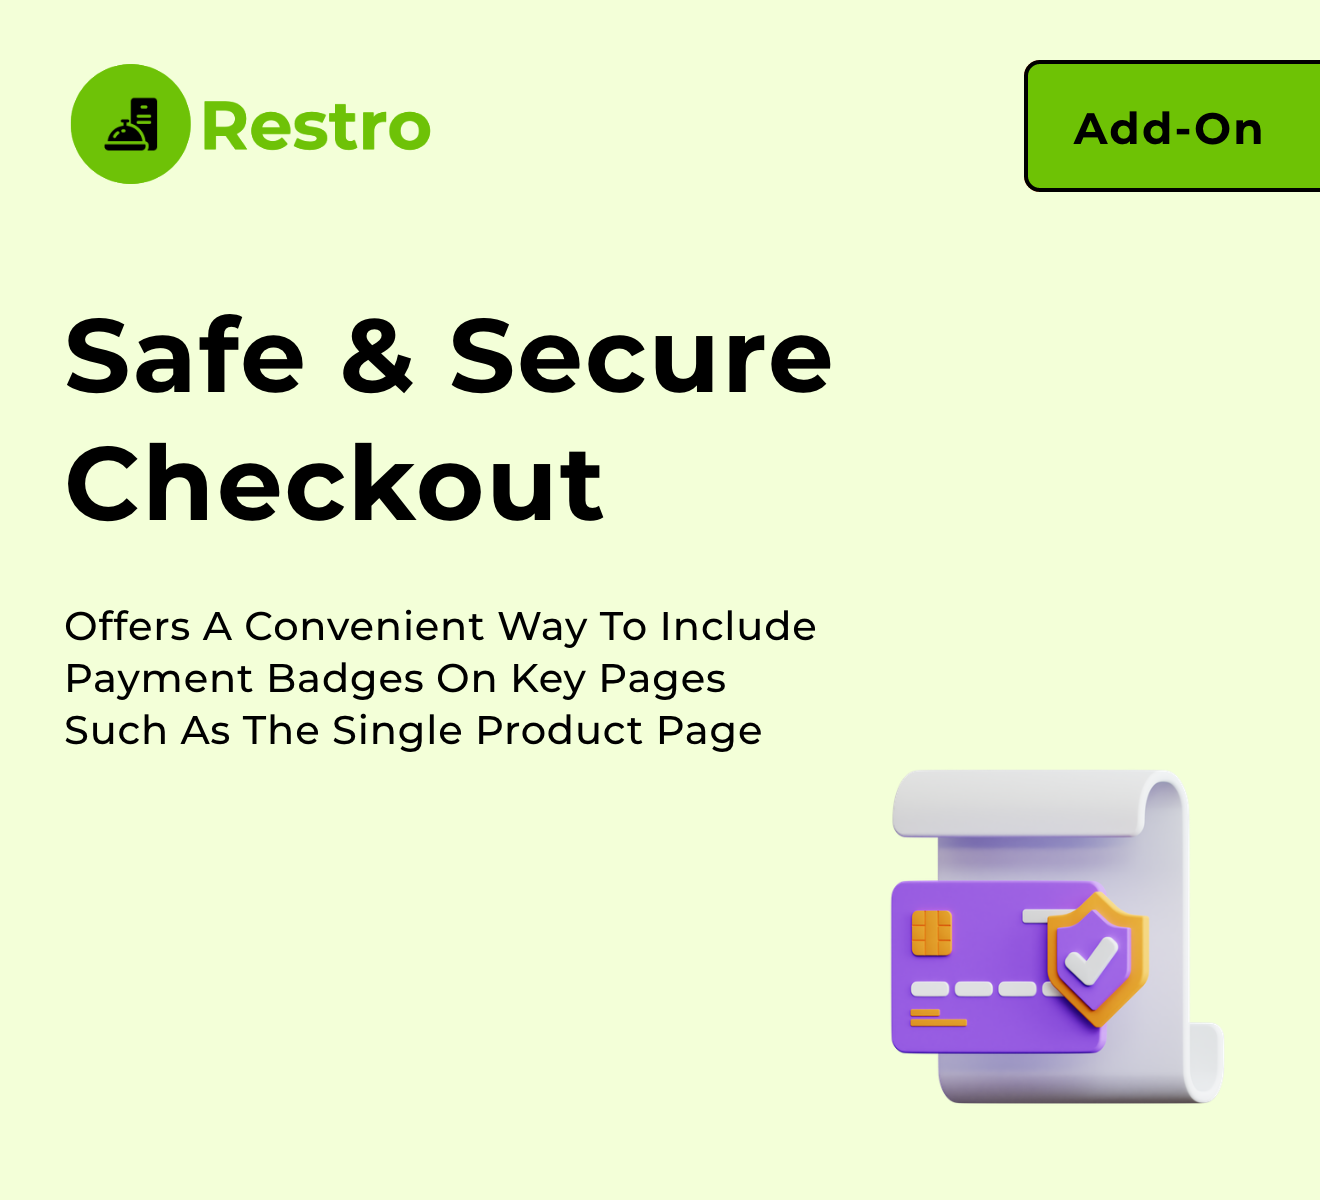 Restro
Add-On
Safe & Secure
Checkout
Offers A Convenient Way To Include
Payment Badges On Key Pages
Such As The Single Product Page